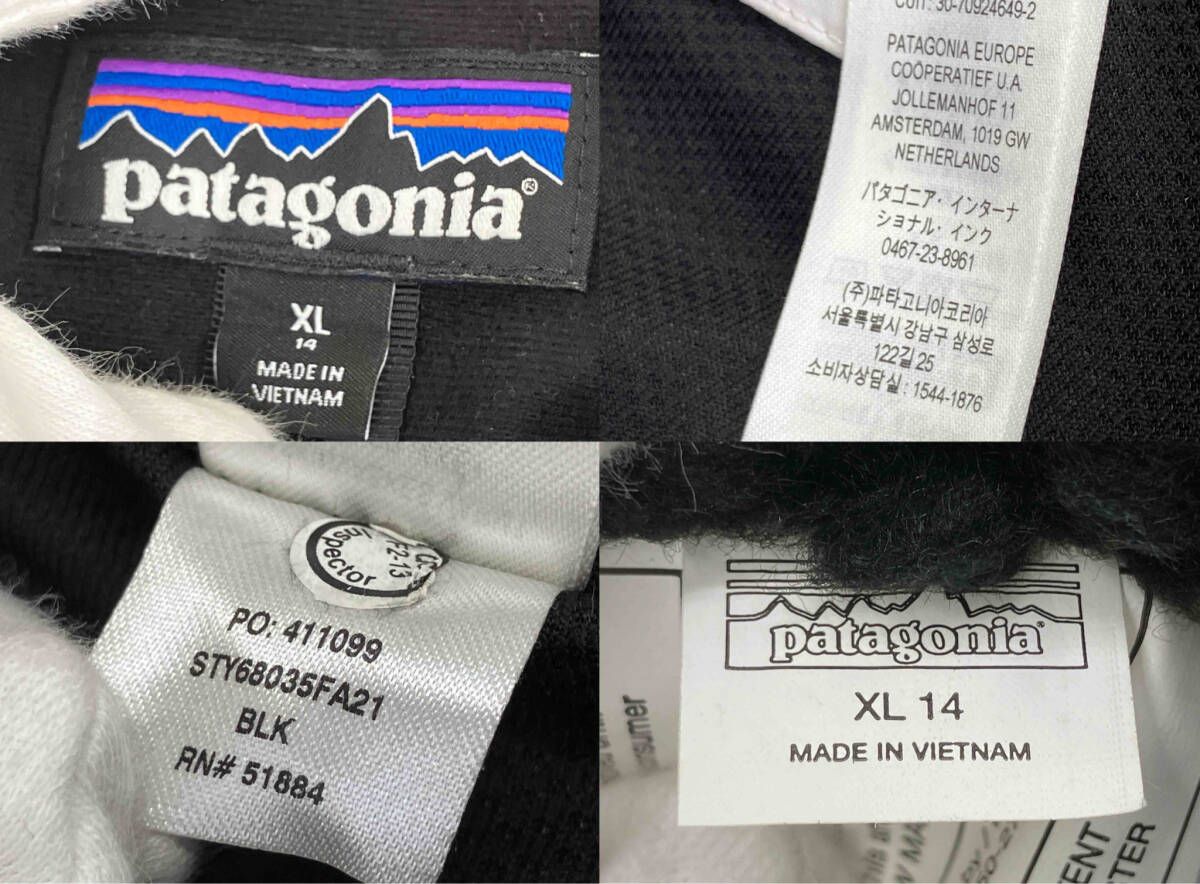 patagonia®
XL
14
MADE IN
VIETNAM
30-70924649-2
PATAGONIA EUROPE
COÖPERATIEF U.A.
JOLLEMANHOF 11
AMSTERDAM, 1019 GW
NETHERLANDS
パタゴニア・インターナ
ショナル・インク
0467-23-8961
(주)파타고니아코리아
서울특별시 강남구 삼성로
122길 25
소비자상담실 : 1544-1876
Inspector
PO: 411099
STY68035FA21
BLK
RN# 51884
patagonia®
XL 14
MADE IN VIETNAM